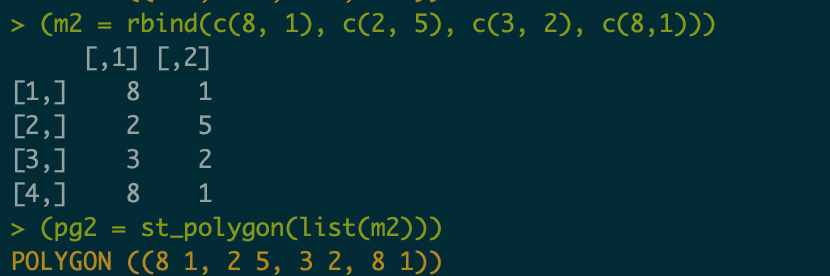 > (m2 = rbind(c(8, 1), c(2, 5), c(3, 2), c(8,1)))
     [,1] [,2]
[1,]    8    1
[2,]    2    5
[3,]    3    2
[4,]    8    1
> (pg2 = st_polygon(list(m2)))
POLYGON ((8 1, 2 5, 3 2, 8 1))